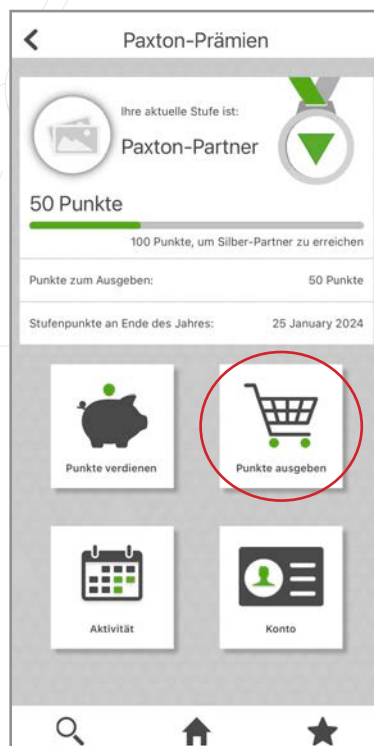 Paxton-Prämien
Ihre aktuelle Stufe ist:
Paxton-Partner
50 Punkte
100 Punkte, um Silber-Partner zu erreichen
Punkte zum Ausgeben: 50 Punkte
Stufenpunkte an Ende des Jahres: 25 January 2024
Punkte verdienen
Punkte ausgeben
Aktivität
Konto